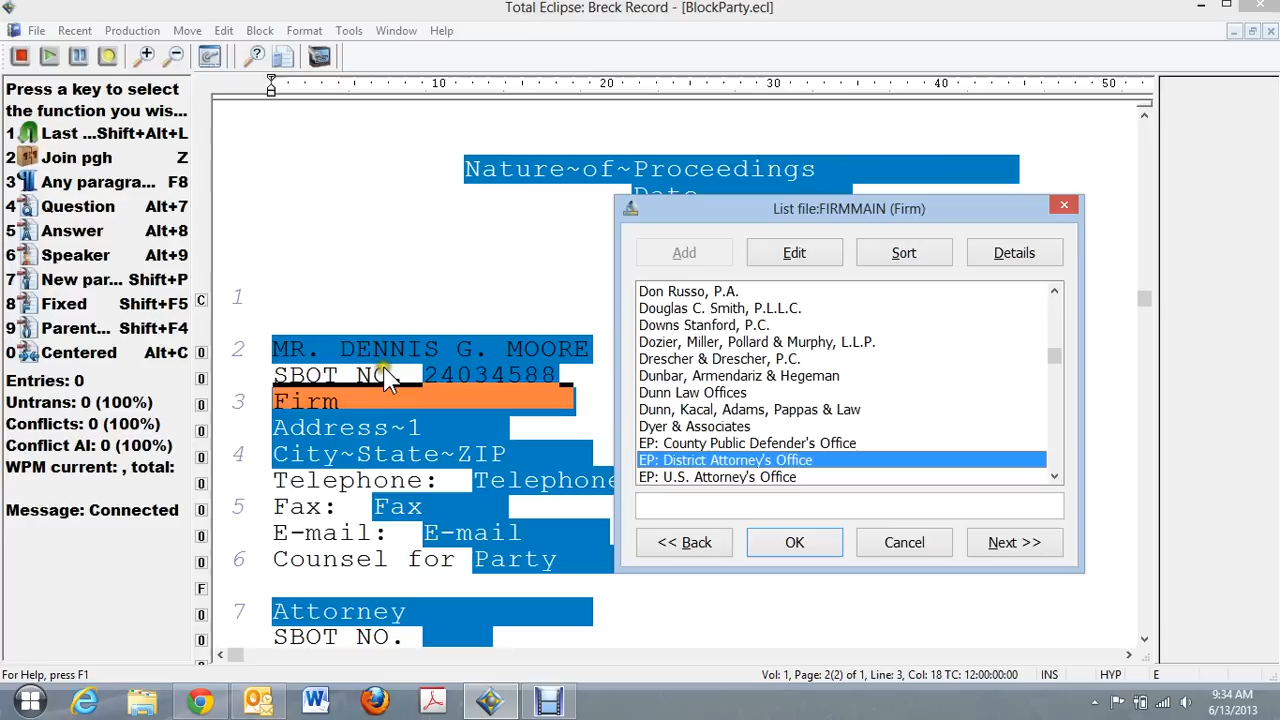 Total Eclipse: Breck Record - [BlockParty.ecl]
File Recent Production Move Edit Block Format Tools Window Help
Press a key to select
the function you wis...
1 Last ...Shift+Alt+L
2 Join pgh Z
3 Any paragra... F8
4 Question Alt+7
5 Answer Alt+8
6 Speaker Alt+9
7 New par... Shift+P
8 Fixed Shift+F5
9 Parent... Shift+F4
0 Centered Alt+C
Entries: 0
Untrans: 0 (100%)
Conflicts: 0 (100%)
Conflict AI: 0 (100%)
WPM current: , total:
Message: Connected
10 20 30 40 50
Nature~of~Proceedings
Date
1 C
2 MR. DENNIS G. MOORE
SBOT NO. 24034588
3 Firm
Address~1
4 City~State~ZIP
Telephone: Telephone
5 Fax: Fax
E-mail: E-mail
6 Counsel for Party
7 Attorney
SBOT NO.
List file:FIRMMAIN (Firm)
Add Edit Sort Details
Don Russo, P.A.
Douglas C. Smith, P.L.L.C.
Downs Stanford, P.C.
Dozier, Miller, Pollard & Murphy, L.L.P.
Drescher & Drescher, P.C.
Dunbar, Armendariz & Hegeman
Dunn Law Offices
Dunn, Kacal, Adams, Pappas & Law
Dyer & Associates
EP: County Public Defender's Office
EP: District Attorney's Office
EP: U.S. Attorney's Office
<< Back OK Cancel Next >>
For Help, press F1
Vol: 1, Page: 2(2) of 1, Line: 3, Col: 18 TC: 12:00:00:00 INS HYP E
9:34 AM
6/13/2013